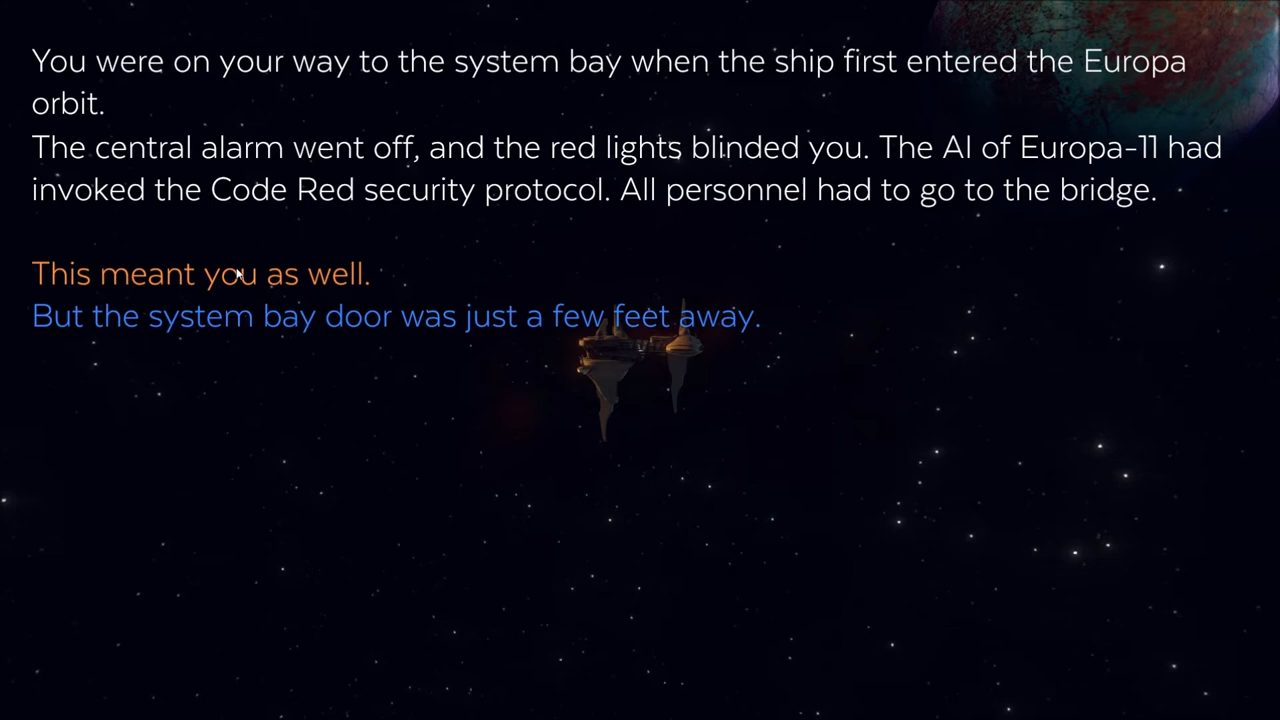 You were on your way to the system bay when the ship first entered the Europa
orbit.
The central alarm went off, and the red lights blinded you. The AI of Europa-11 had
invoked the Code Red security protocol. All personnel had to go to the bridge.
This meant you as well.
But the system bay door was just a few feet away.